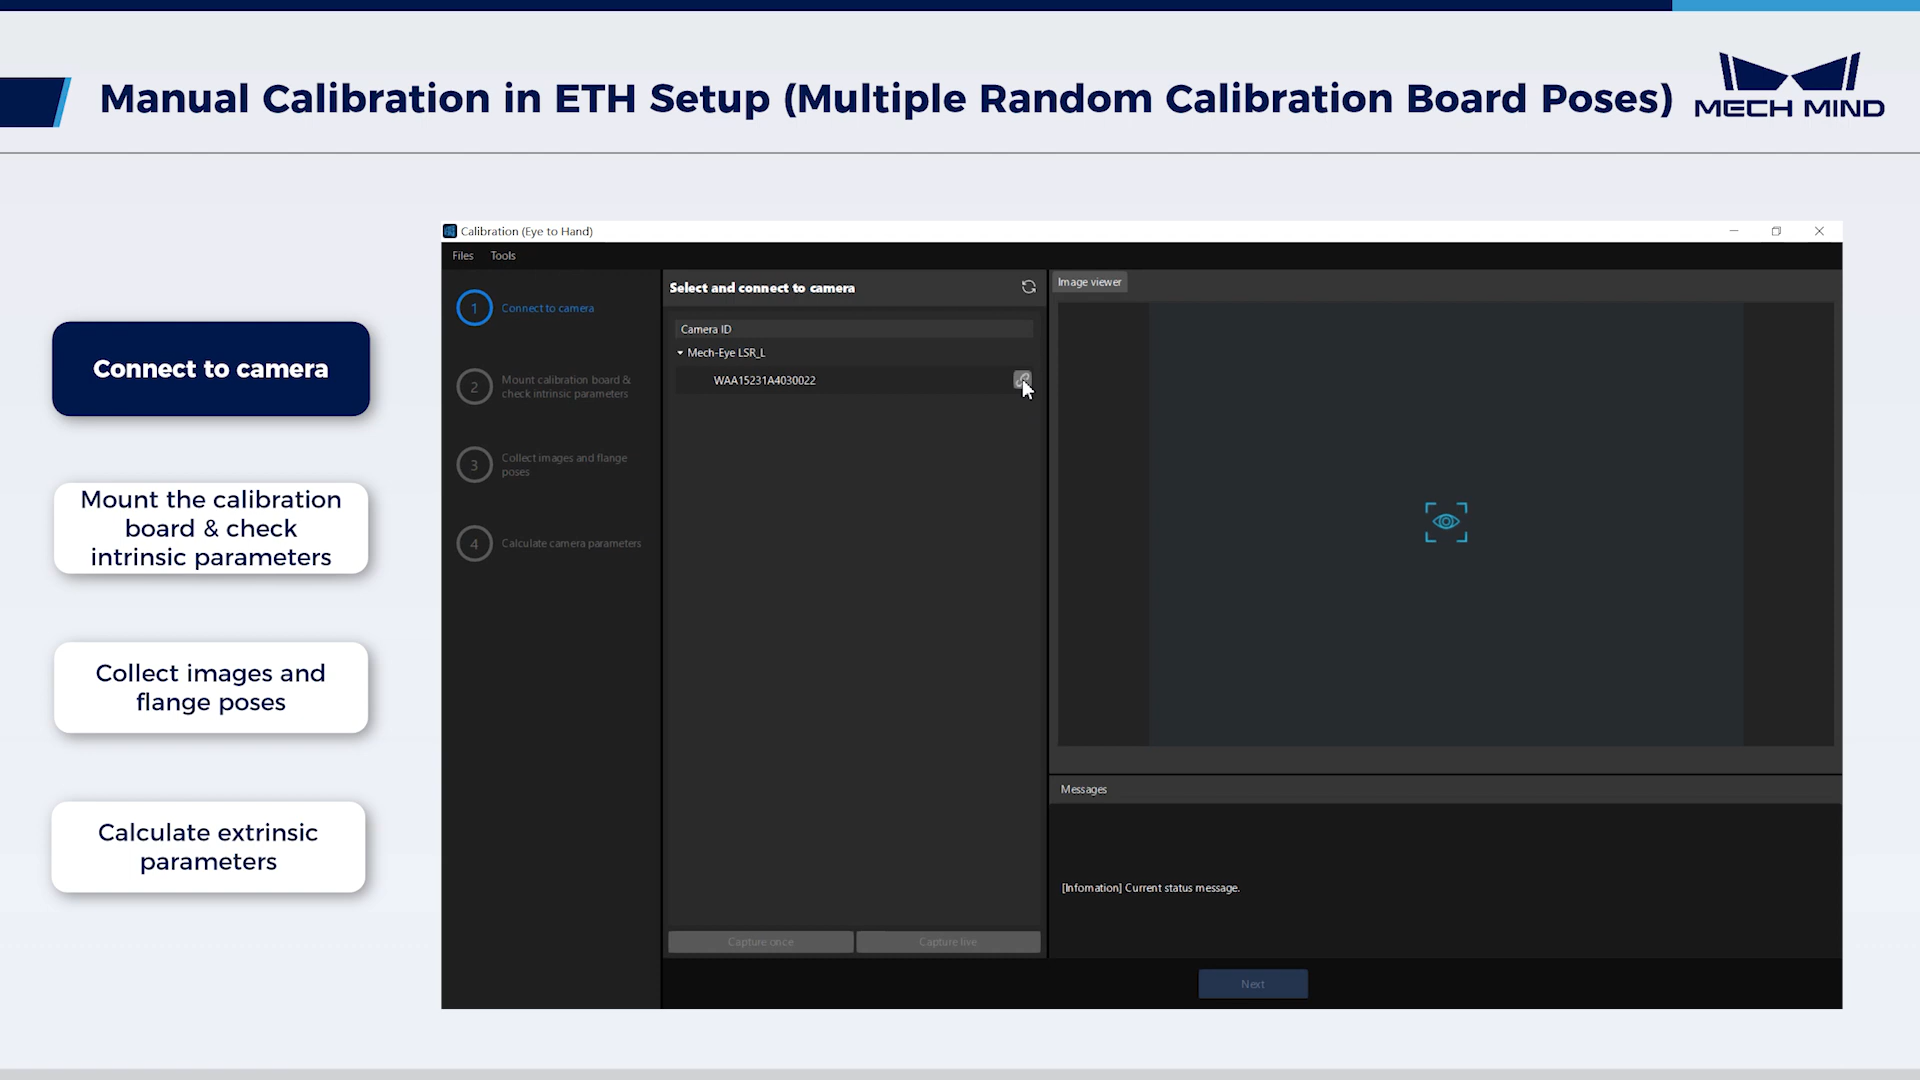 Manual Calibration in ETH Setup (Multiple Random Calibration Board Poses)
MECH MIND
Connect to camera
Mount the calibration
board & check
intrinsic parameters
Collect images and
flange poses
Calculate extrinsic
parameters
Calibration (Eye to Hand)
Files Tools
1 Connect to camera
2 Mount calibration board &
check intrinsic parameters
3 Collect images and flange
poses
4 Calculate camera parameters
Select and connect to camera
Camera ID
Mech-Eye LSR_L
WAA15231A4030022
Capture once Capture live
Image viewer
Messages
[Infomation] Current status message.
Next